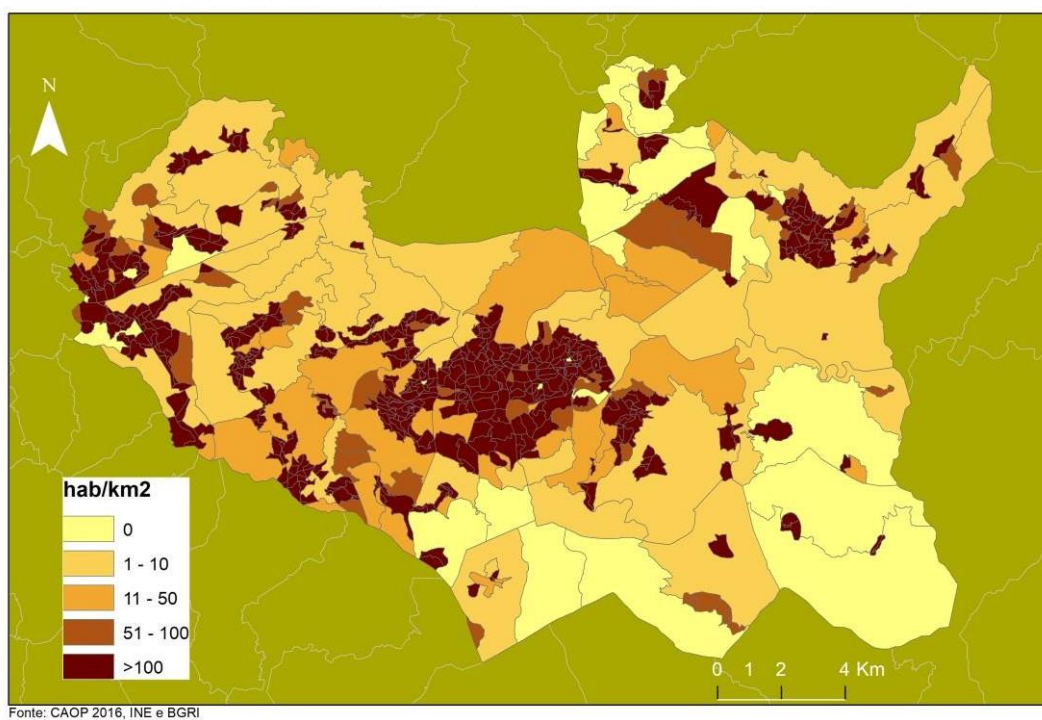 N
hab/km2
0
1 - 10
11 - 50
51 - 100
>100
0 1 2 4 Km
Fonte: CAOP 2016, INE e BGRI